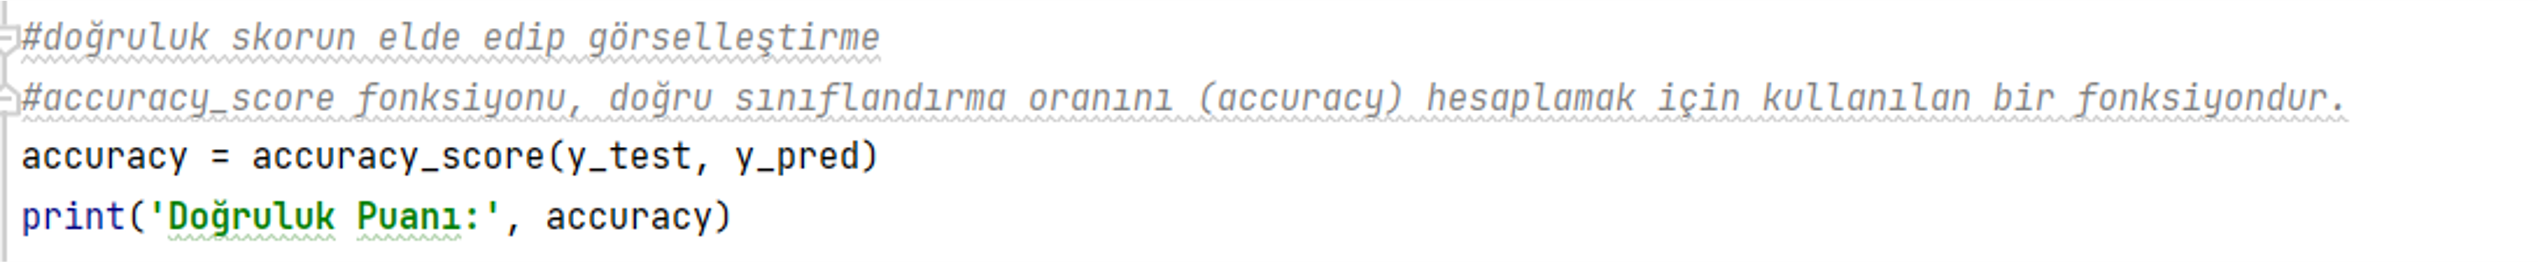 #doğruluk skorun elde edip görselleştirme
#accuracy_score fonksiyonu, doğru sınıflandırma oranını (accuracy) hesaplamak için kullanılan bir fonksiyondur.
accuracy = accuracy_score(y_test, y_pred)
print('Doğruluk Puanı:', accuracy)